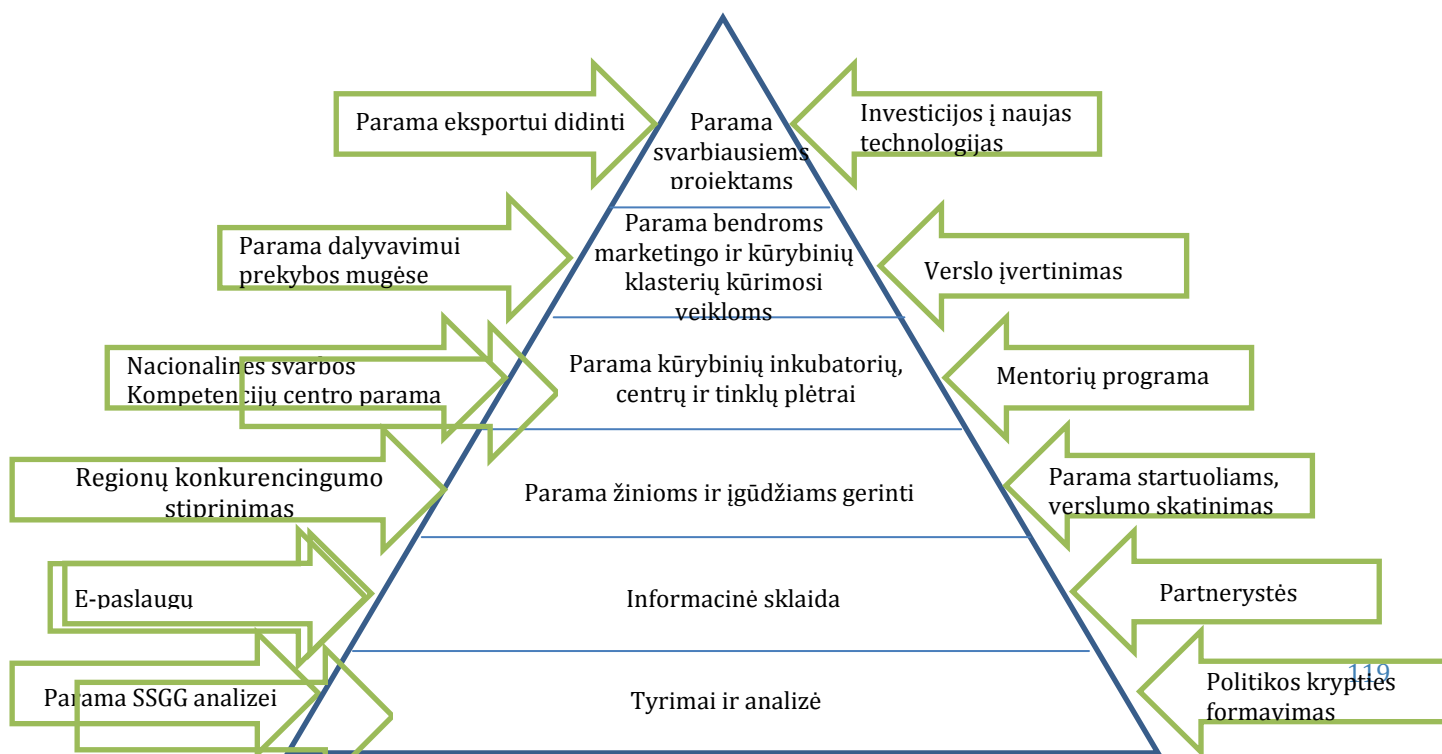 Parama eksportui didinti
Parama
svarbiausiems
projektams
Investicijos į naujas
technologijas
Parama dalyvavimui
prekybos mugėse
Parama bendroms
marketingo ir kūrybinių
klasterių kūrimosi
veikloms
Verslo įvertinimas
Nacionalinės svarbos
Kompetencijų centro parama
Parama kūrybinių inkubatorių,
centrų ir tinklų plėtrai
Mentorių programa
Regionų konkurencingumo
stiprinimas
Parama žinioms ir įgūdžiams gerinti
Parama startuoliams,
verslumo skatinimas
E-paslaugų
Informacinė sklaida
Partnerystės
Parama SSGG analizei
Tyrimai ir analizė
Politikos krypties
formavimas
119